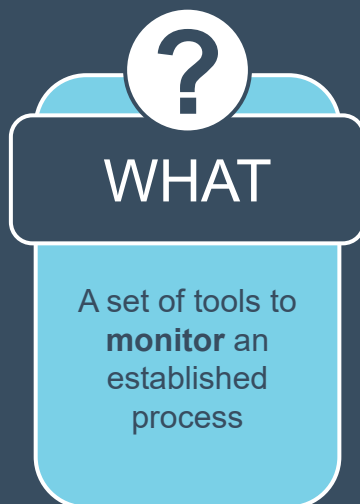 ?
WHAT
A set of tools to
monitor an
established
process